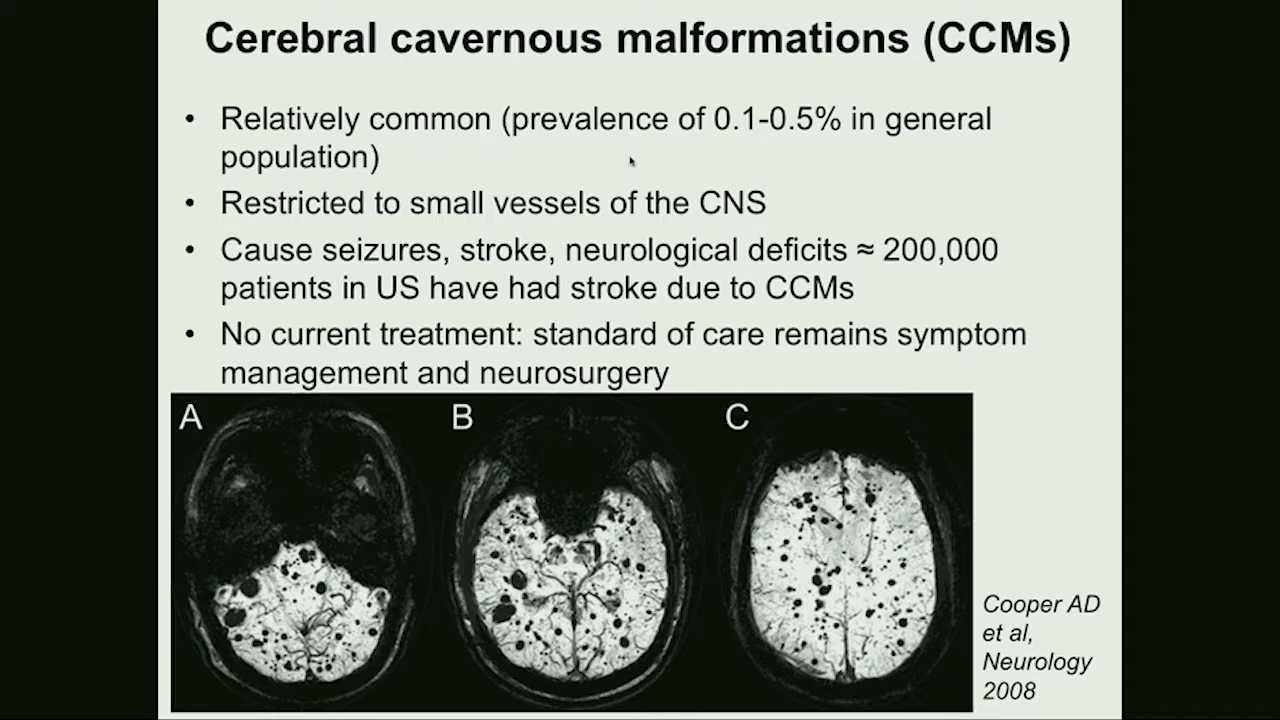 Cerebral cavernous malformations (CCMs)
• Relatively common (prevalence of 0.1-0.5% in general
population)
• Restricted to small vessels of the CNS
• Cause seizures, stroke, neurological deficits ≈ 200,000
patients in US have had stroke due to CCMs
• No current treatment: standard of care remains symptom
management and neurosurgery
A
B
C
Cooper AD
et al,
Neurology
2008